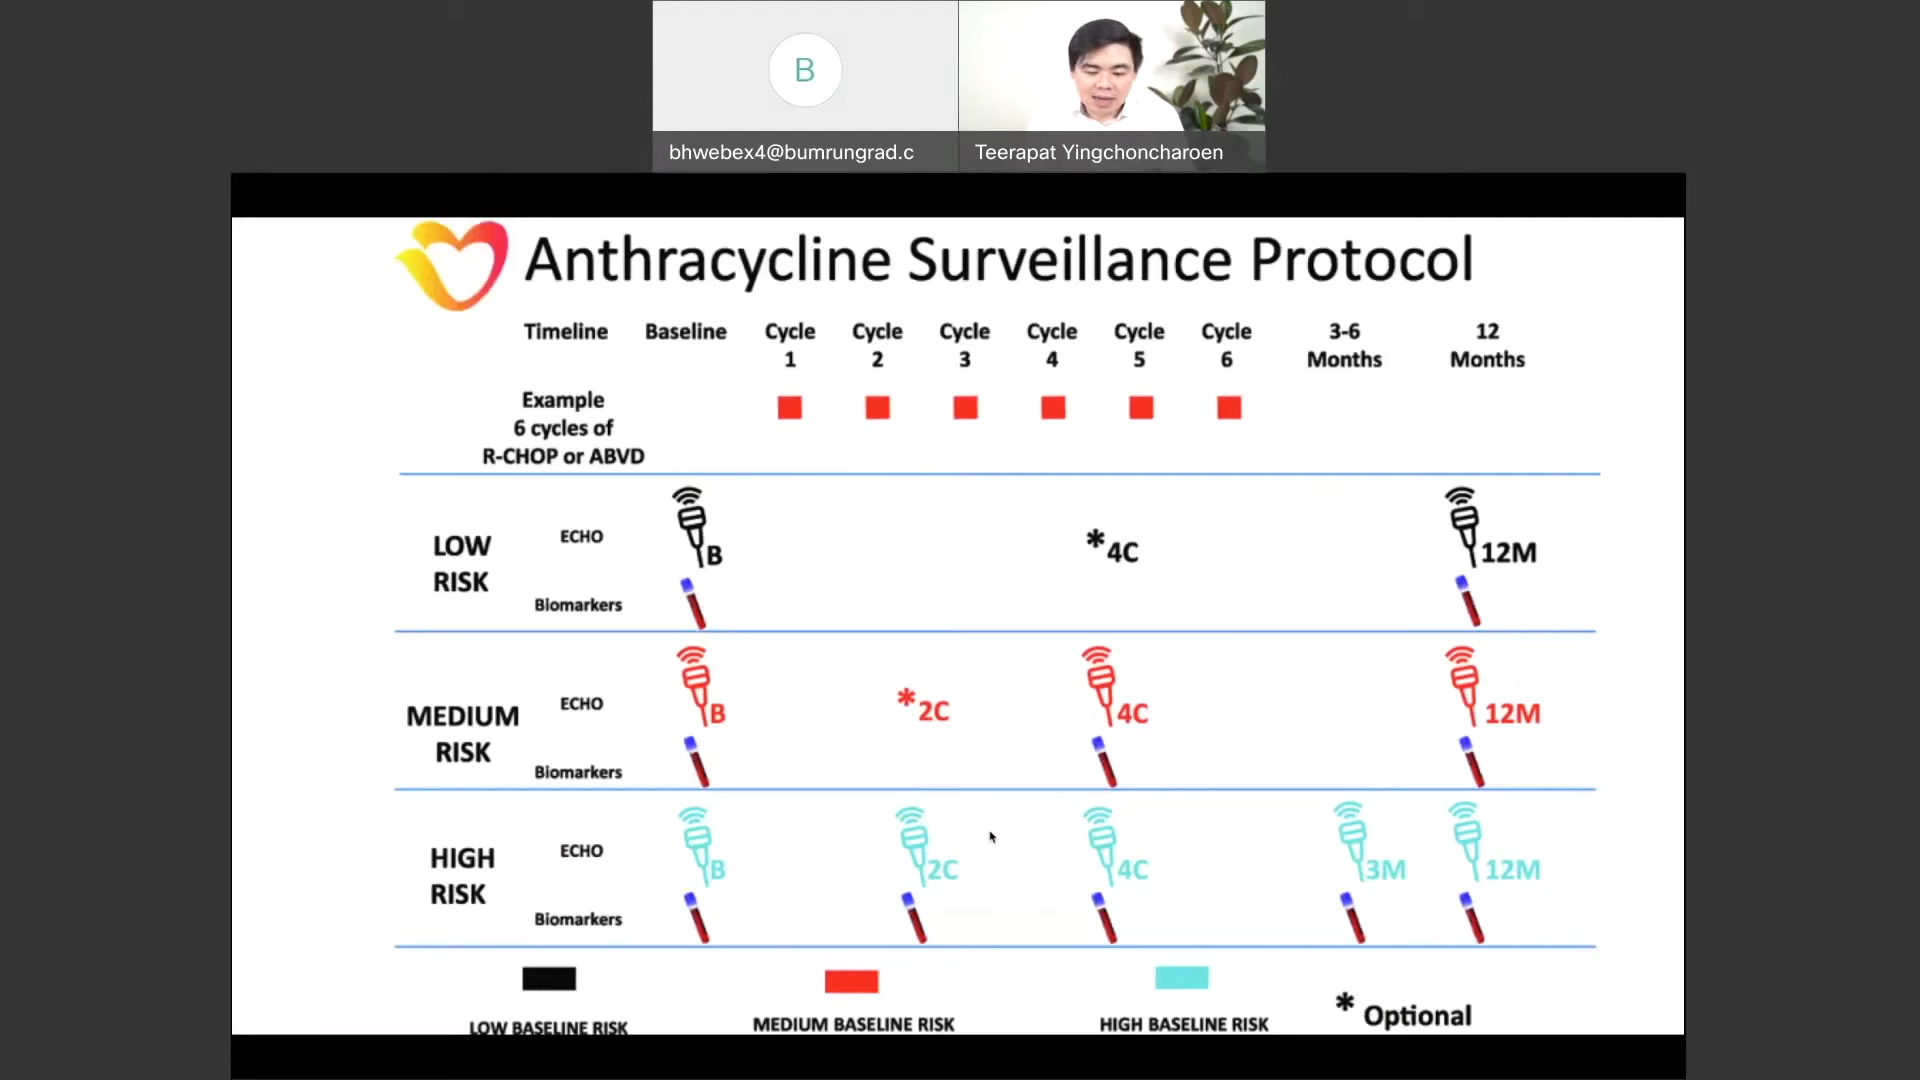 B
bhwebex4@bumrungrad.c
Teerapat Yingchoncharoen
Anthracycline Surveillance Protocol
Timeline Baseline Cycle 1 Cycle 2 Cycle 3 Cycle 4 Cycle 5 Cycle 6 3-6 Months 12 Months
Example
6 cycles of
R-CHOP or ABVD
LOW
RISK
ECHO
B
*4C
12M
Biomarkers
MEDIUM
RISK
ECHO
B
*2C
4C
12M
Biomarkers
HIGH
RISK
ECHO
B
2C
4C
3M
12M
Biomarkers
LOW BASELINE RISK
MEDIUM BASELINE RISK
HIGH BASELINE RISK
* Optional